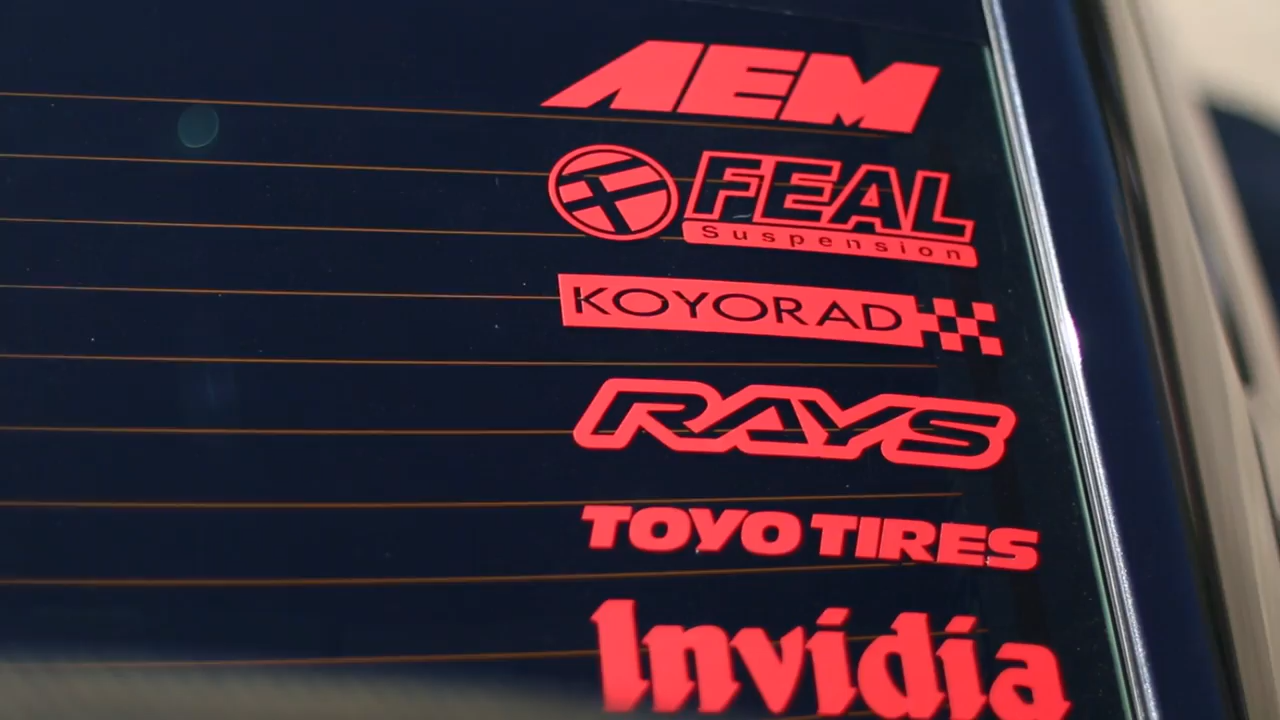 AEM
FEAL
Suspension
KOYORAD
RAYS
TOYO TIRES
Invidia